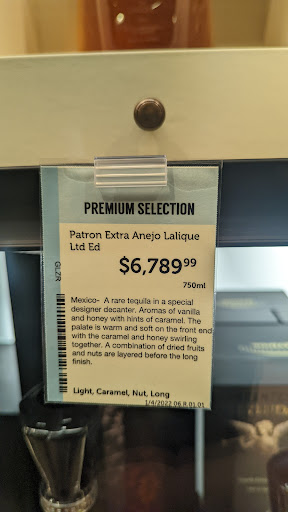 PREMIUM SELECTION
Patron Extra Anejo Lalique
Ltd Ed
$6,789⁹⁹
750ml
GLZR
Mexico- A rare tequila in a special
designer decanter. Aromas of vanilla
and honey with hints of caramel. The
palate is warm and soft on the front end
with the caramel and honey swirling
together. A combination of dried fruits
and nuts are layered before the long
finish.
Light, Caramel, Nut, Long
1/4/2022 06.R.01.01